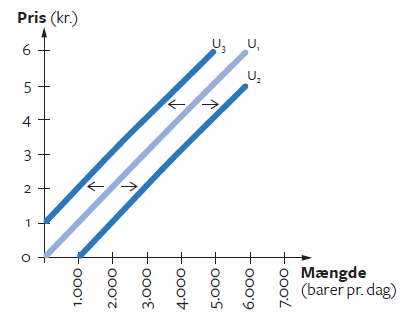 Pris (kr.)
6
5
4
3
2
1
0
U₃
U₁
U₂
1.000
2.000
3.000
4.000
5.000
6.000
7.000
Mængde
(barer pr. dag)